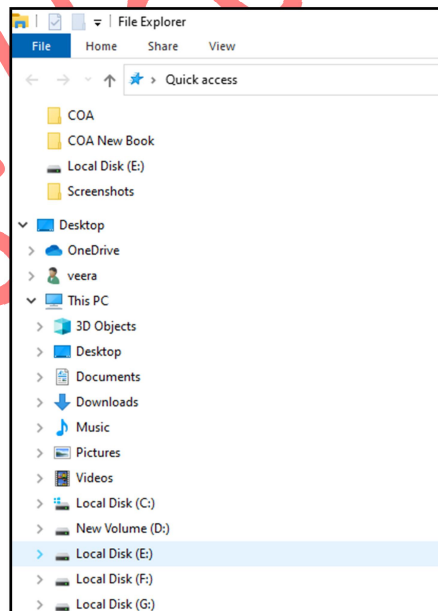 File Explorer
File Home Share View
Quick access
COA
COA New Book
Local Disk (E:)
Screenshots
Desktop
OneDrive
veera
This PC
3D Objects
Desktop
Documents
Downloads
Music
Pictures
Videos
Local Disk (C:)
New Volume (D:)
Local Disk (E:)
Local Disk (F:)
Local Disk (G:)